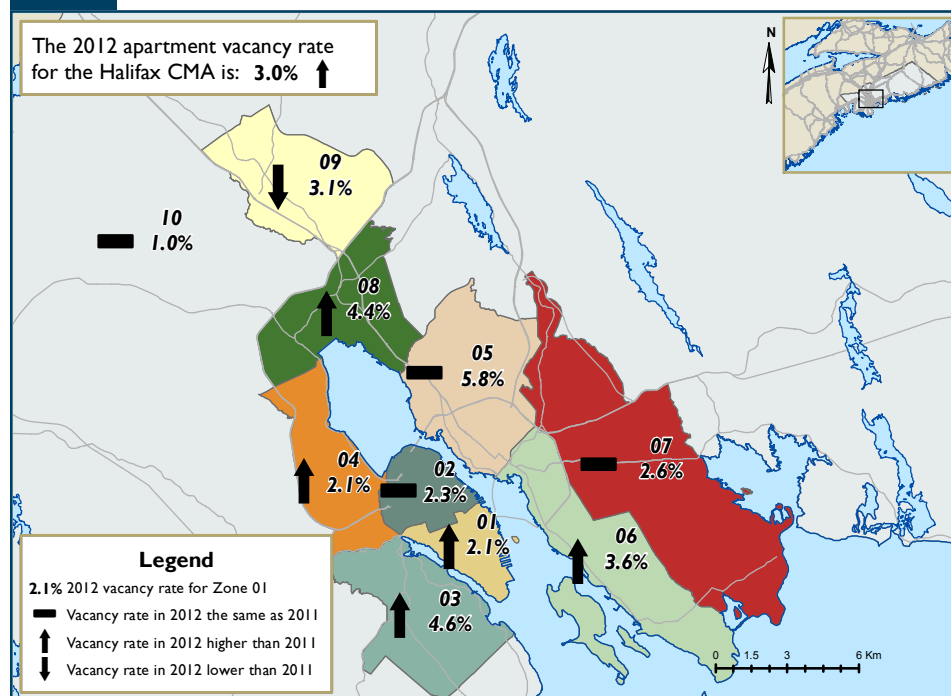 The 2012 apartment vacancy rate
for the Halifax CMA is: 3.0%
N
09
3.1%
10
1.0%
08
4.4%
05
5.8%
07
2.6%
04
2.1%
02
2.3%
01
2.1%
06
3.6%
03
4.6%
Legend
2.1% 2012 vacancy rate for Zone 01
Vacancy rate in 2012 the same as 2011
Vacancy rate in 2012 higher than 2011
Vacancy rate in 2012 lower than 2011
0 1.5 3 6 Km